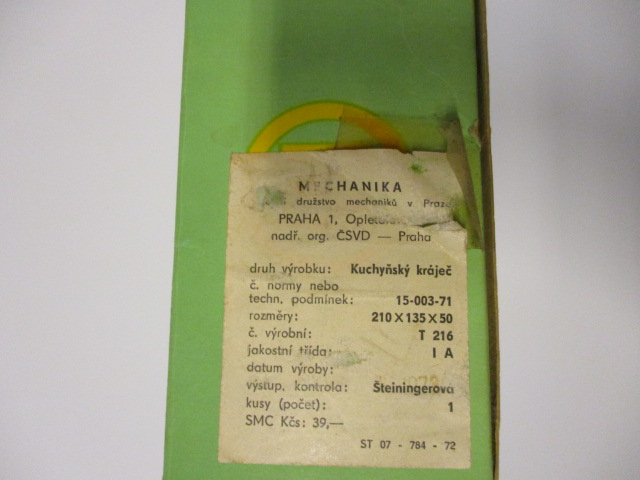 MECHANIKA
družstvo mechaniků v Praze
PRAHA 1,
nadř. org. ČSVD — Praha
druh výrobku: Kuchyňský kráječ
č. normy nebo
techn. podmínek: 15-003-71
rozměry: 210 X 135 X 50
č. výrobní: T 216
jakostní třída: I A
datum výroby:
výstup. kontrola: Šteiningerová
kusy (počet): 1
SMC Kčs: 39,—
ST 07 - 784 - 72